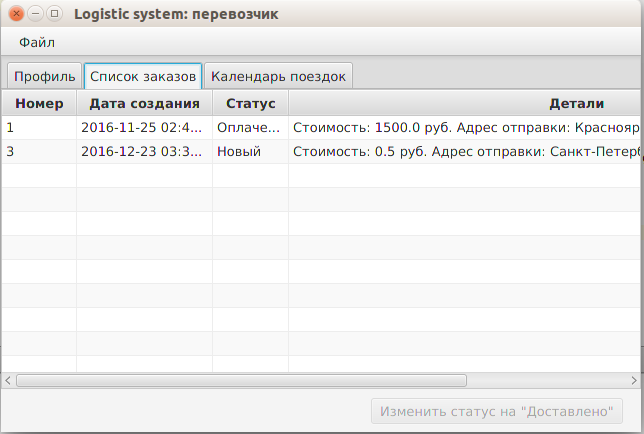 Logistic system: перевозчик
Файл
Профиль Список заказов Календарь поездок
Номер Дата создания Статус Детали
1 2016-11-25 02:4... Оплаче... Стоимость: 1500.0 руб. Адрес отправки: Краснояр
3 2016-12-23 03:3... Новый Стоимость: 0.5 руб. Адрес отправки: Санкт-Петерб
Изменить статус на "Доставлено"